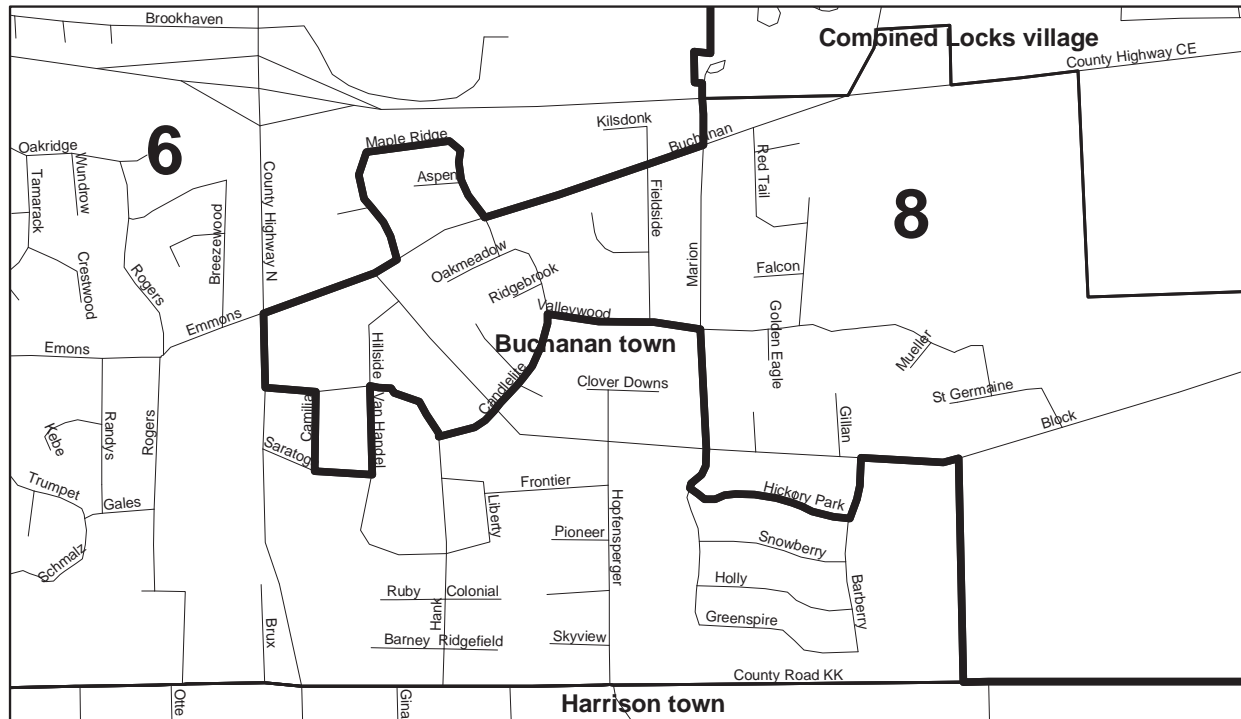 Brookhaven
Combined Locks village
County Highway CE
Kilsdonk
Buchanan
Maple Ridge
6
Oakridge
Wundrow
Tamarack
County Highway N
Aspen
Red Tail
Fieldside
8
Breezewood
Crestwood
Rogers
Oakmeadow
Marion
Falcon
Ridgebrook
Valleywood
Emmons
Golden Eagle
Emons
Hillside
Buchanan town
Mueller
Clover Downs
St Germaine
Candlelite
Van Handel
Camilia
Gillan
Block
Kebe
Randys
Rogers
Saratog
Trumpet
Gales
Frontier
Hickory Park
Liberty
Hopfensperger
Pioneer
Snowberry
Schmalz
Holly
Barberry
Ruby
Colonial
Hank
Greenspire
Brux
Barney
Ridgefield
Skyview
County Road KK
Otte
Gina
Harrison town